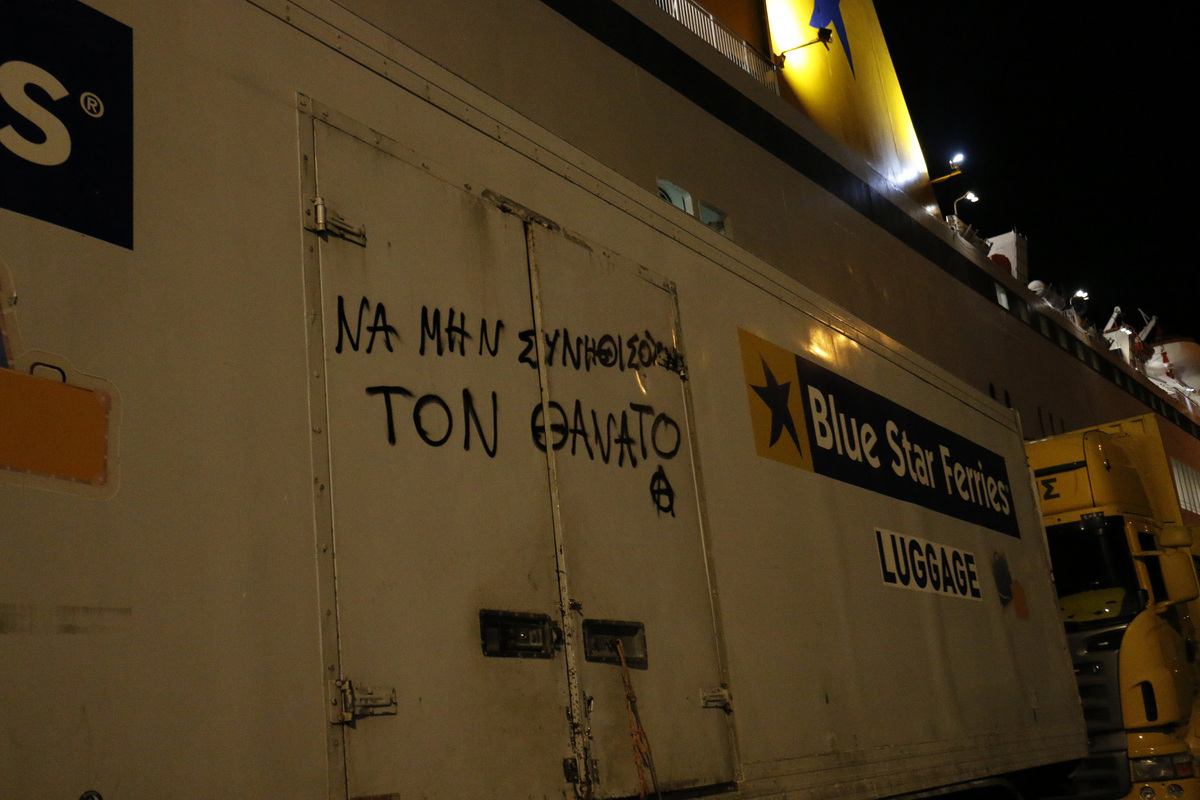 S®
ΝΑ ΜΗΝ ΣΥΝΗΘΙΣΟΥΜΕ
ΤΟΝ ΘΑΝΑΤΟ
Blue Star Ferries
LUGGAGE
Σ